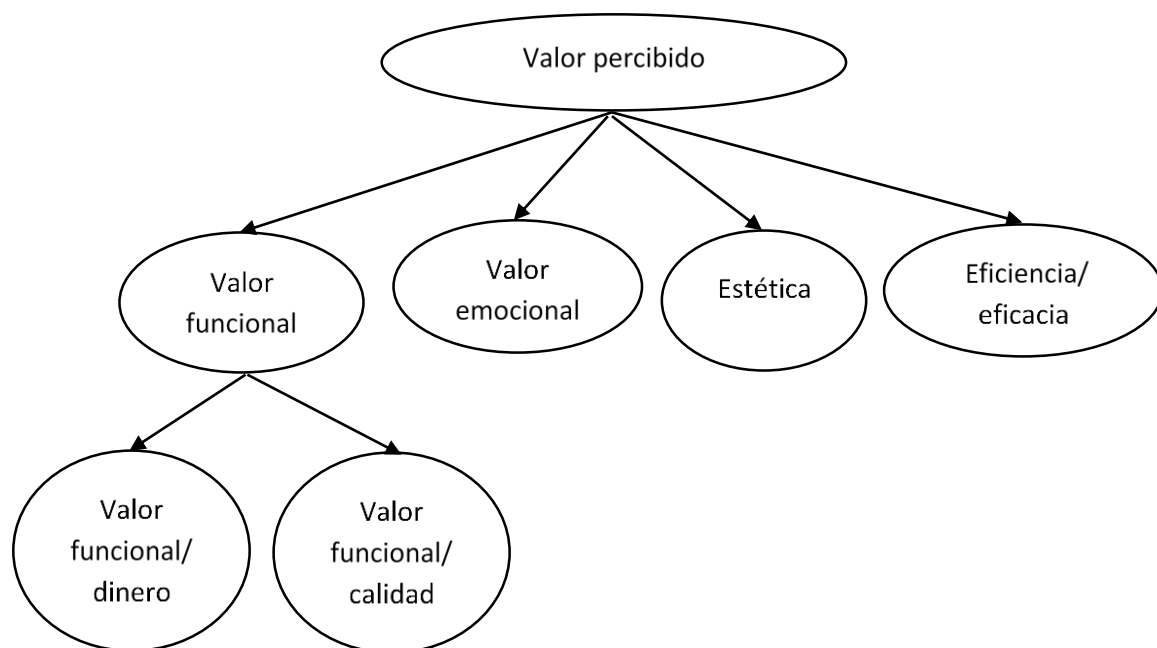 Valor percibido
Valor
funcional
Valor
emocional
Estética
Eficiencia/
eficacia
Valor
funcional/
dinero
Valor
funcional/
calidad